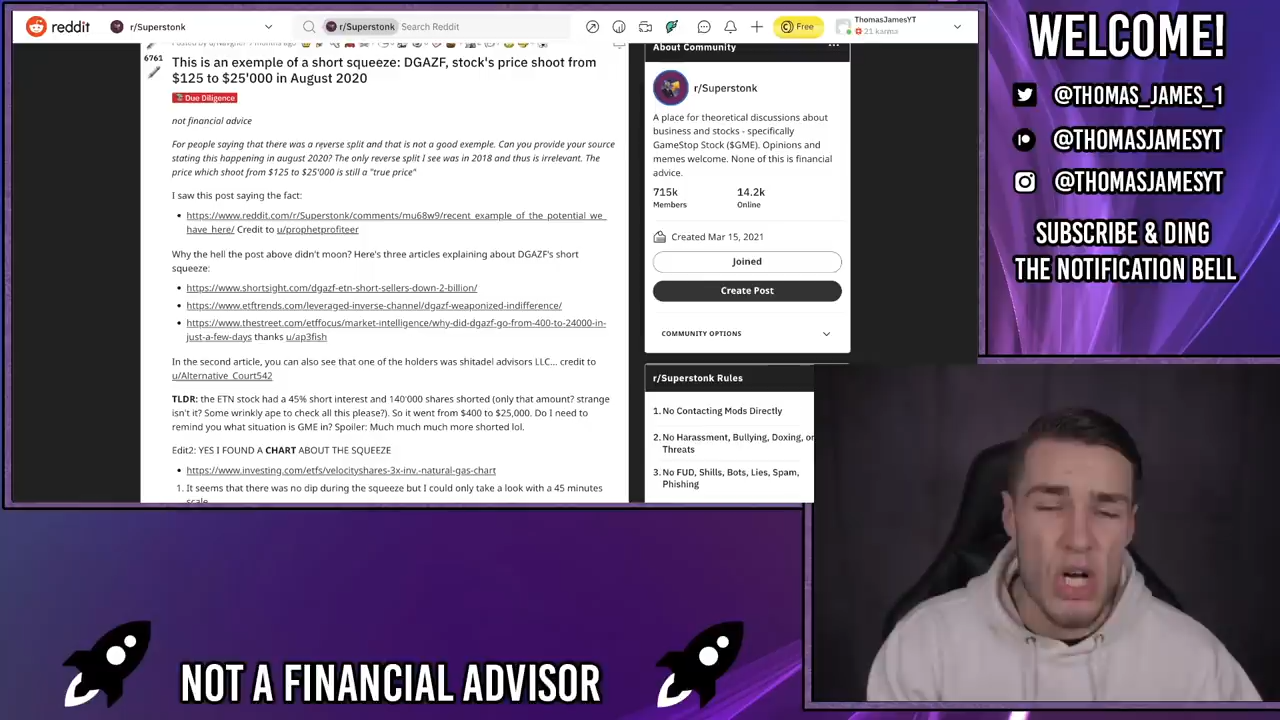 reddit
r/Superstonk
r/Superstonk
Search Reddit
Free
ThomasJamesYT
21 karma
6761
This is an exemple of a short squeeze: DGAZF, stock's price shoot from
$125 to $25'000 in August 2020
Due Diligence
not financial advice
For people saying that there was a reverse split and that is not a good exemple. Can you provide your source
stating this happening in august 2020? The only reverse split I see was in 2018 and thus is irrelevant. The
price which shoot from $125 to $25'000 is still a "true price"
I saw this post saying the fact:
https://www.reddit.com/r/Superstonk/comments/mu68w9/recent_example_of_the_potential_we_
have_here/ Credit to u/prophetprofiteer
Why the hell the post above didn't moon? Here's three articles explaining about DGAZF's short
squeeze:
https://www.shortsight.com/dgazf-etn-short-sellers-down-2-billion/
https://www.etftrends.com/leveraged-inverse-channel/dgazf-weaponized-indifference/
https://www.thestreet.com/etffocus/market-intelligence/why-did-dgazf-go-from-400-to-24000-in-
just-a-few-days thanks u/ap3fish
In the second article, you can also see that one of the holders was shitadel advisors LLC... credit to
u/Alternative_Court542
TLDR: the ETN stock had a 45% short interest and 140'000 shares shorted (only that amount? strange
isn't it? Some wrinkly ape to check all this please?). So it went from $400 to $25,000. Do I need to
remind you what situation is GME in? Spoiler: Much much much more shorted lol.
Edit2: YES I FOUND A CHART ABOUT THE SQUEEZE
https://www.investing.com/etfs/velocityshares-3x-inv.-natural-gas-chart
1. It seems that there was no dip during the squeeze but I could only take a look with a 45 minutes
scale
About Community
r/Superstonk
A place for theoretical discussions about
business and stocks - specifically
GameStop Stock ($GME). Opinions and
memes welcome. None of this is financial
advice.
715k
14.2k
Members
Online
Created Mar 15, 2021
Joined
Create Post
COMMUNITY OPTIONS
r/Superstonk Rules
1. No Contacting Mods Directly
2. No Harassment, Bullying, Doxing, or
Threats
3. No FUD, Shills, Bots, Lies, Spam,
Phishing
WELCOME!
@THOMAS_JAMES_1
@THOMASJAMESYT
@THOMASJAMESYT
SUBSCRIBE & DING
THE NOTIFICATION BELL
NOT A FINANCIAL ADVISOR